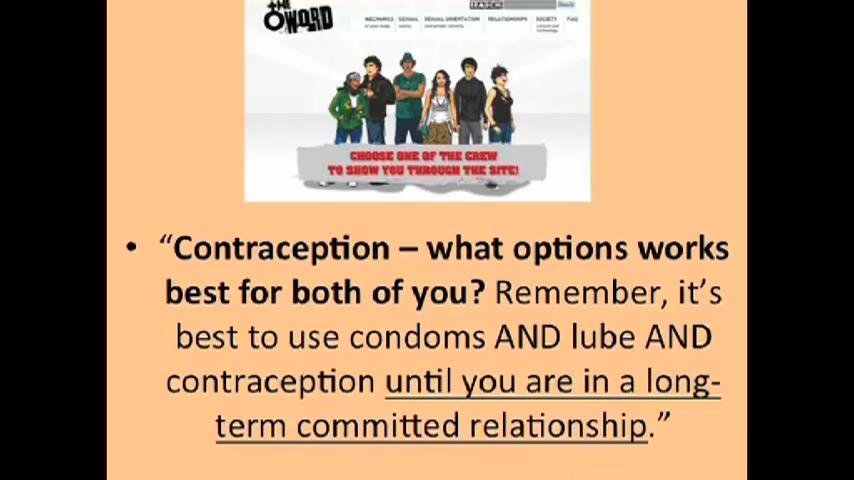 THE
WORD
SEARCH
MECHANICS SEXUAL SEXUAL ORIENTATION RELATIONSHIPS SOCIETY FAQ
CHOOSE ONE OF THE CREW
TO SHOW YOU THROUGH THE SITE!
• “Contraception – what options works
best for both of you? Remember, it’s
best to use condoms AND lube AND
contraception until you are in a long-
term committed relationship.”